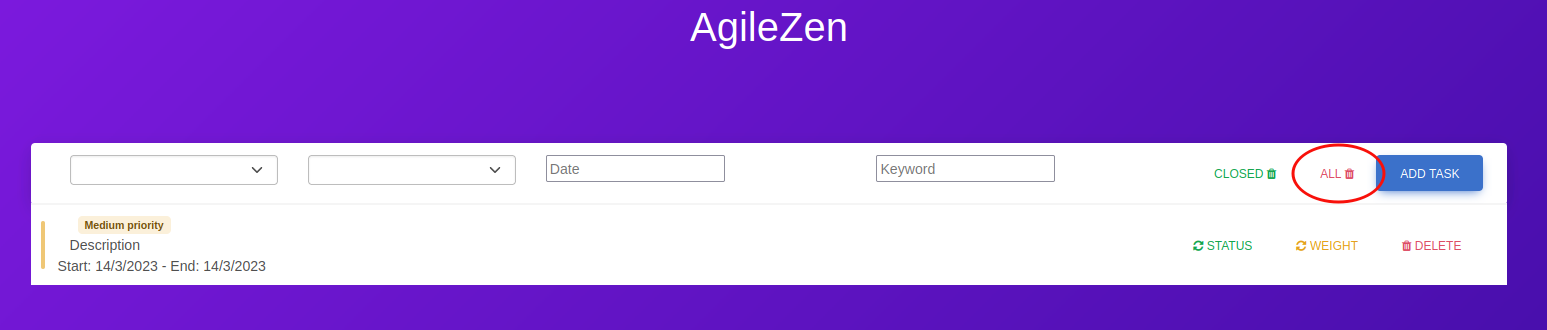 AgileZen
Date Keyword CLOSED ALL ADD TASK
Medium priority
Description STATUS WEIGHT DELETE
Start: 14/3/2023 - End: 14/3/2023